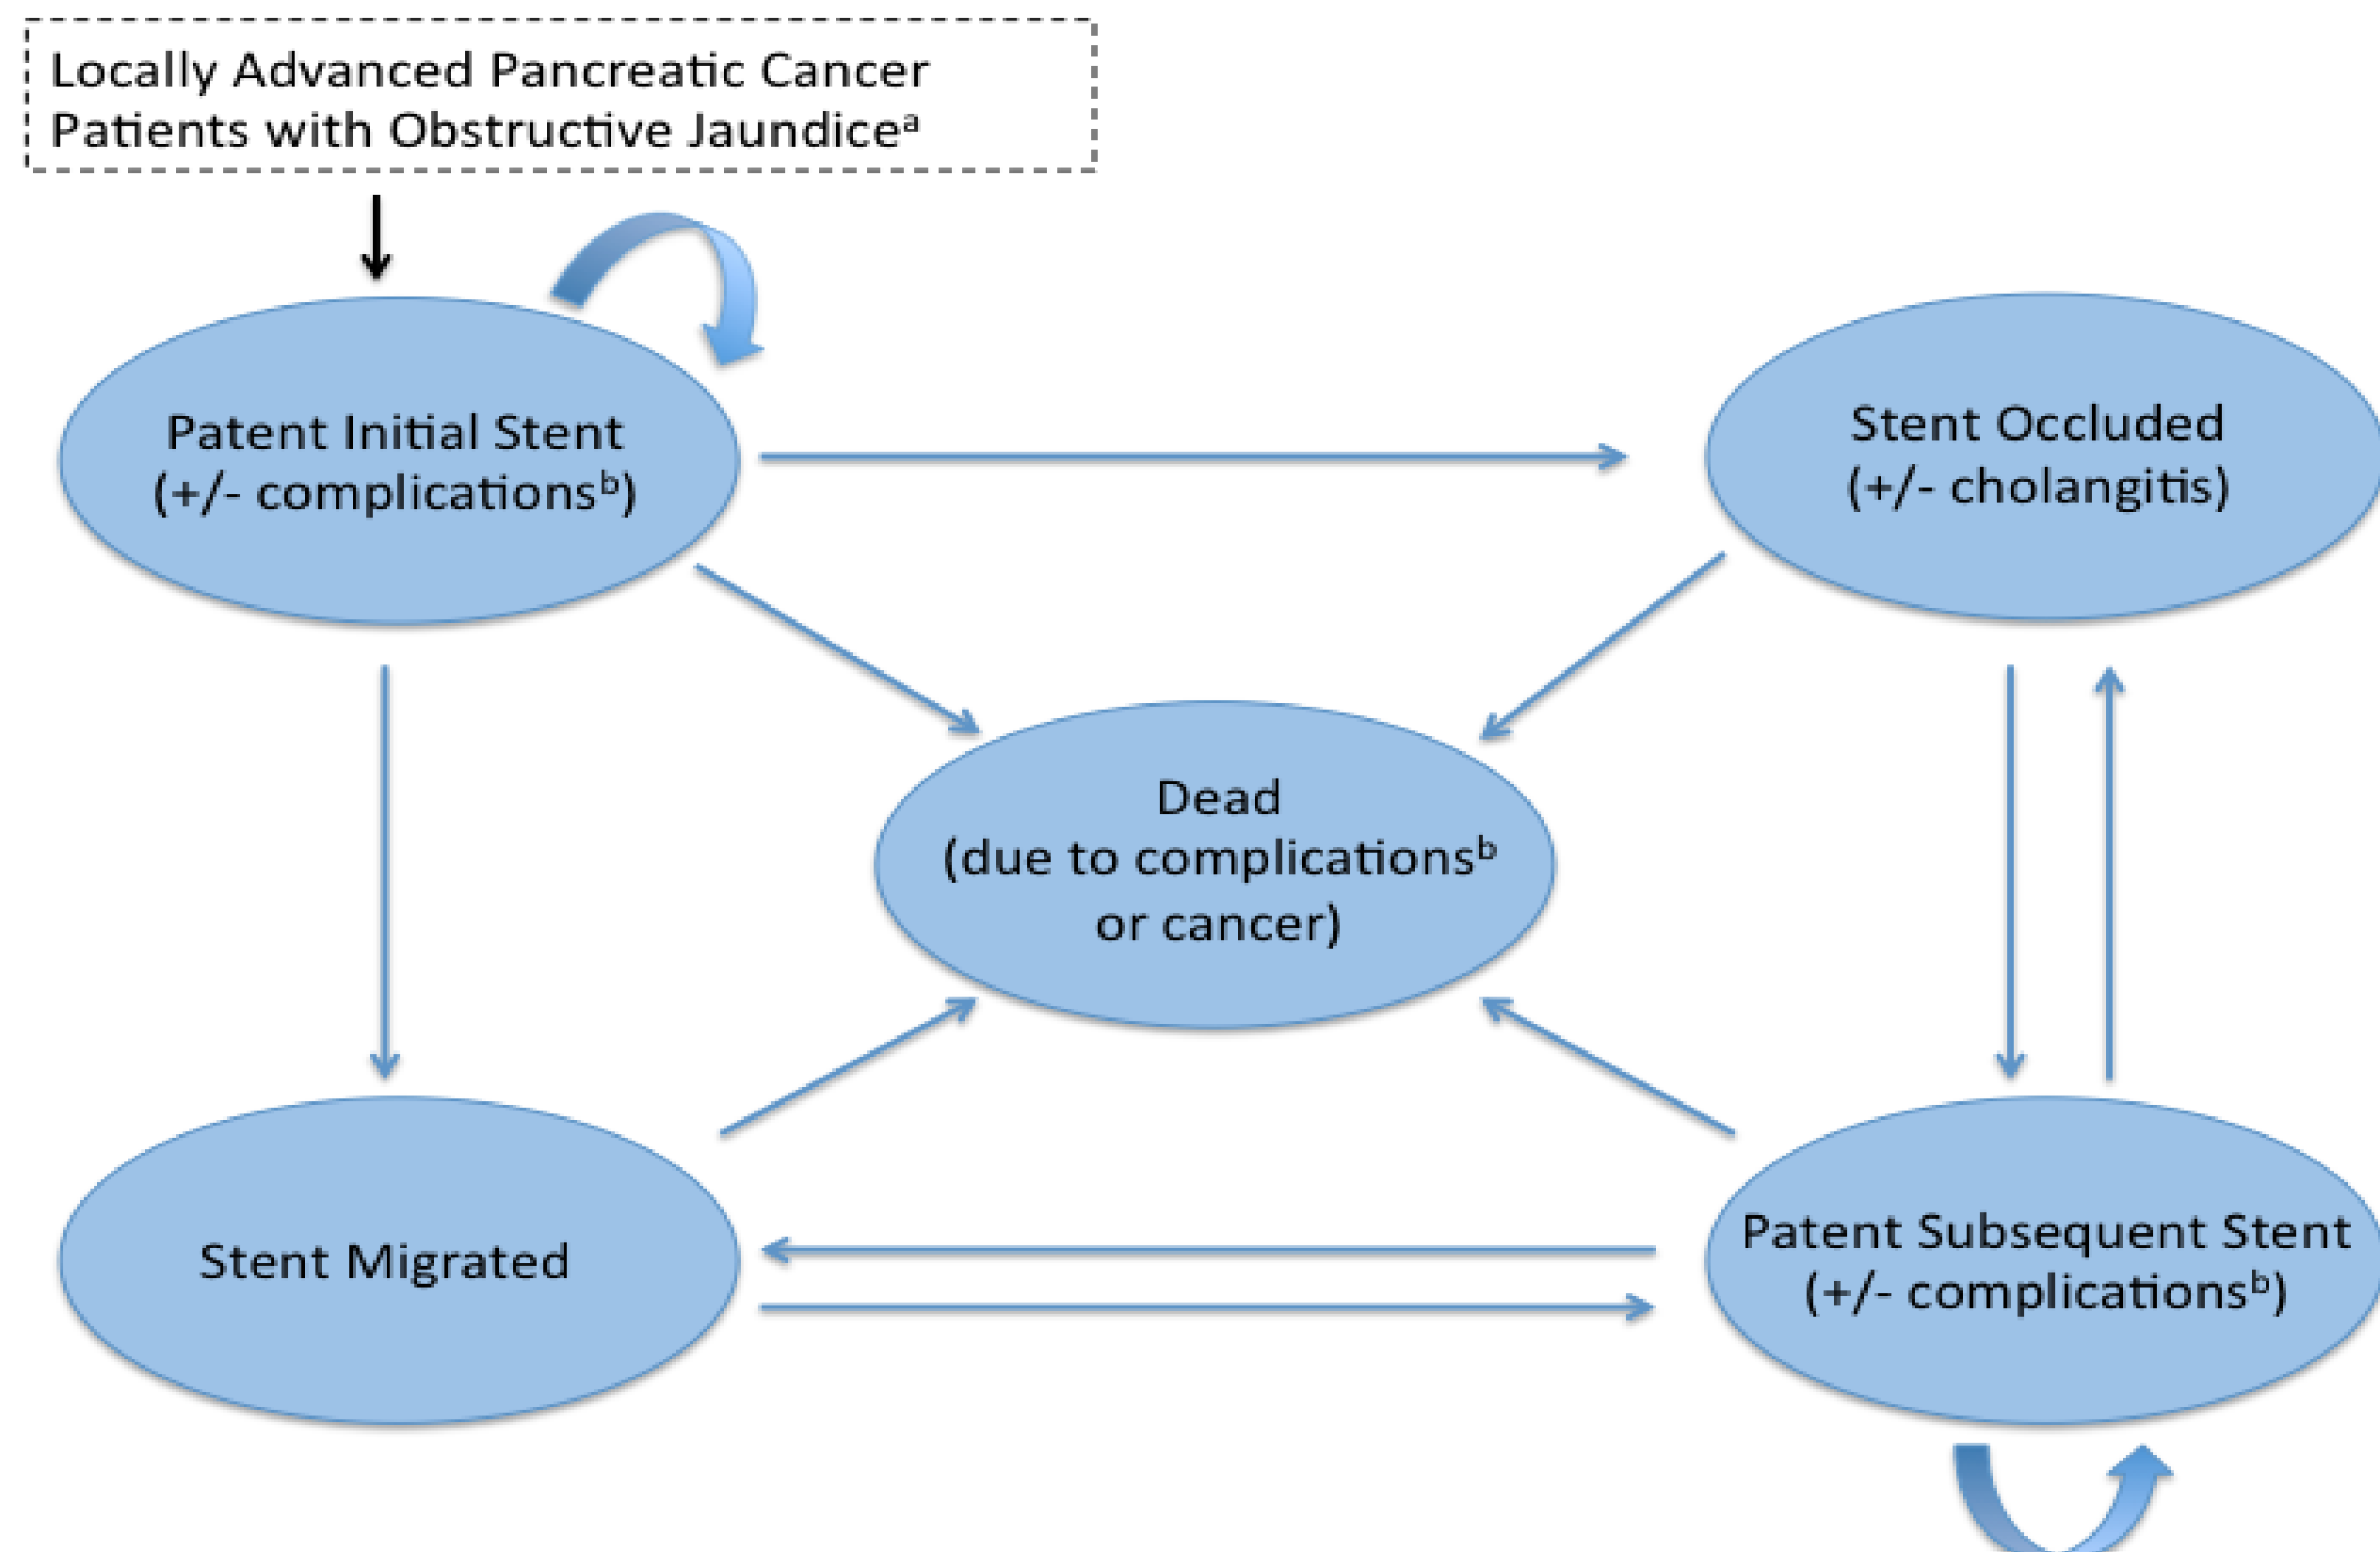 Locally Advanced Pancreatic Cancer
Patients with Obstructive Jaundiceᵃ
Patent Initial Stent
(+/- complicationsᵇ)
Stent Occluded
(+/- cholangitis)
Dead
(due to complicationsᵇ
or cancer)
Stent Migrated
Patent Subsequent Stent
(+/- complicationsᵇ)